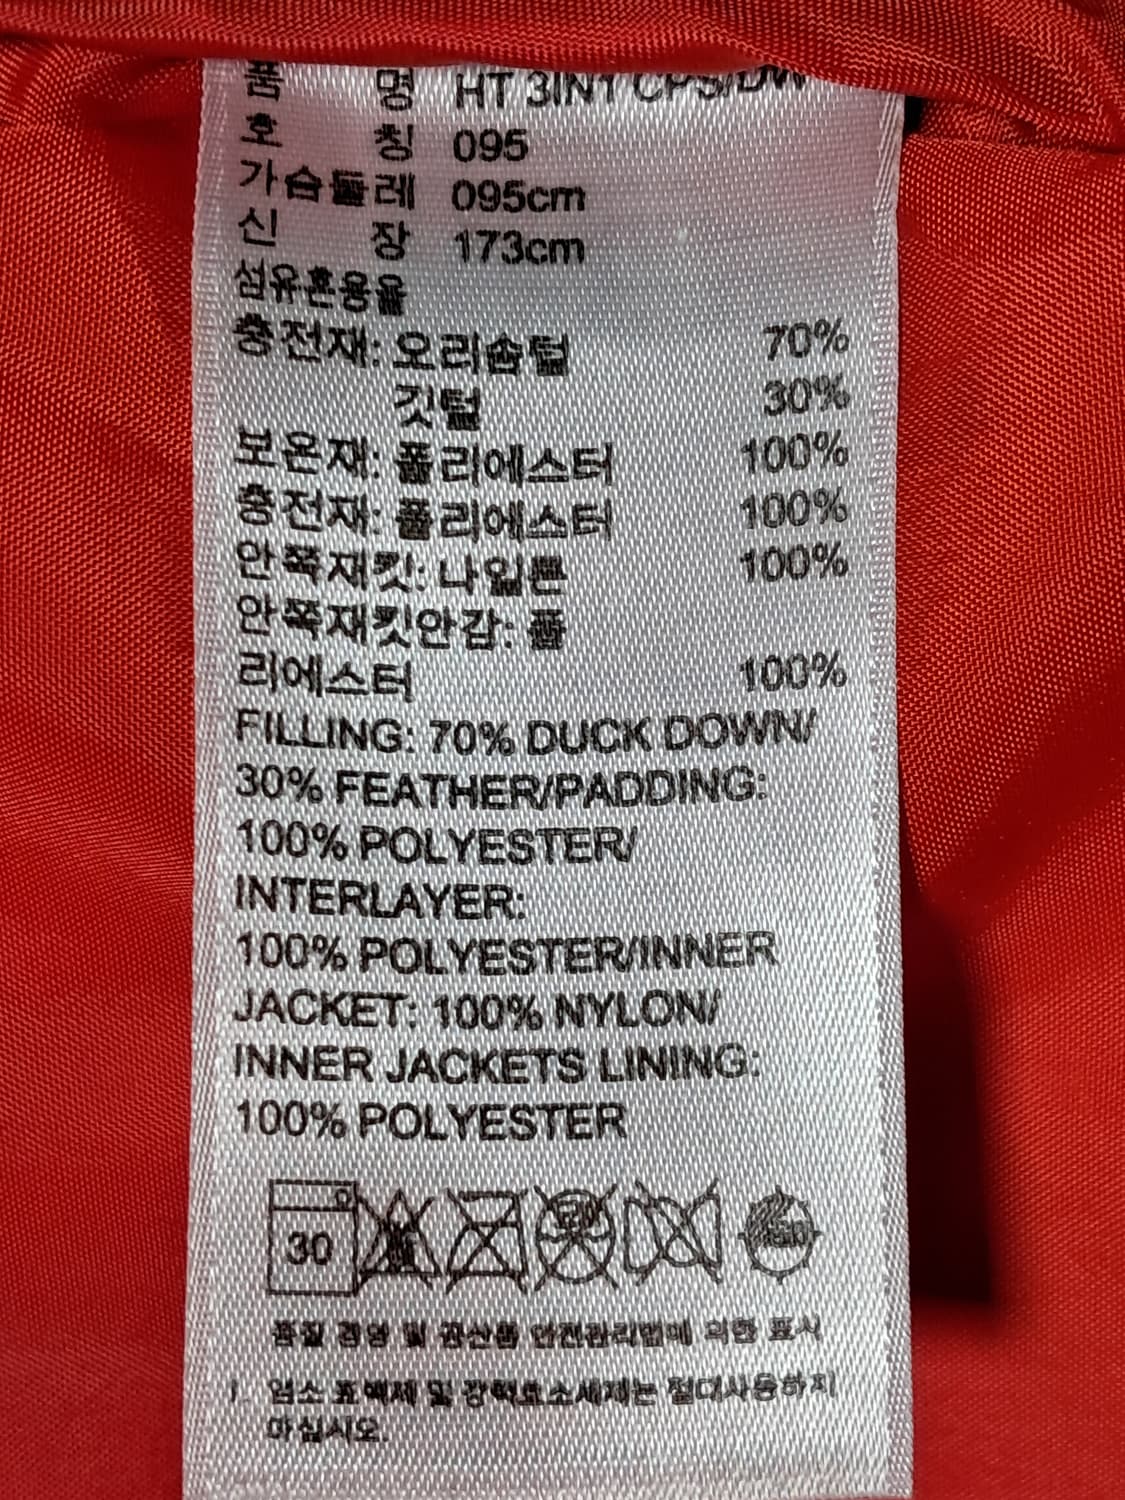 품 명 HT 3IN1 CPS/DW
호 칭 095
가슴둘레 095cm
신 장 173cm
섬유혼용율
충전재: 오리솜털 70%
깃털 30%
보온재: 폴리에스터 100%
충전재: 폴리에스터 100%
안쪽재킷: 나일론 100%
안쪽재킷안감: 폴
리에스터 100%
FILLING: 70% DUCK DOWN/
30% FEATHER/PADDING:
100% POLYESTER/
INTERLAYER:
100% POLYESTER/INNER
JACKET: 100% NYLON/
INNER JACKETS LINING:
100% POLYESTER
30
품질 경영 및 공산품 안전관리법에 의한 표시
1. 염소 표백제 및 강력효소세제는 절대사용하지
마십시오.